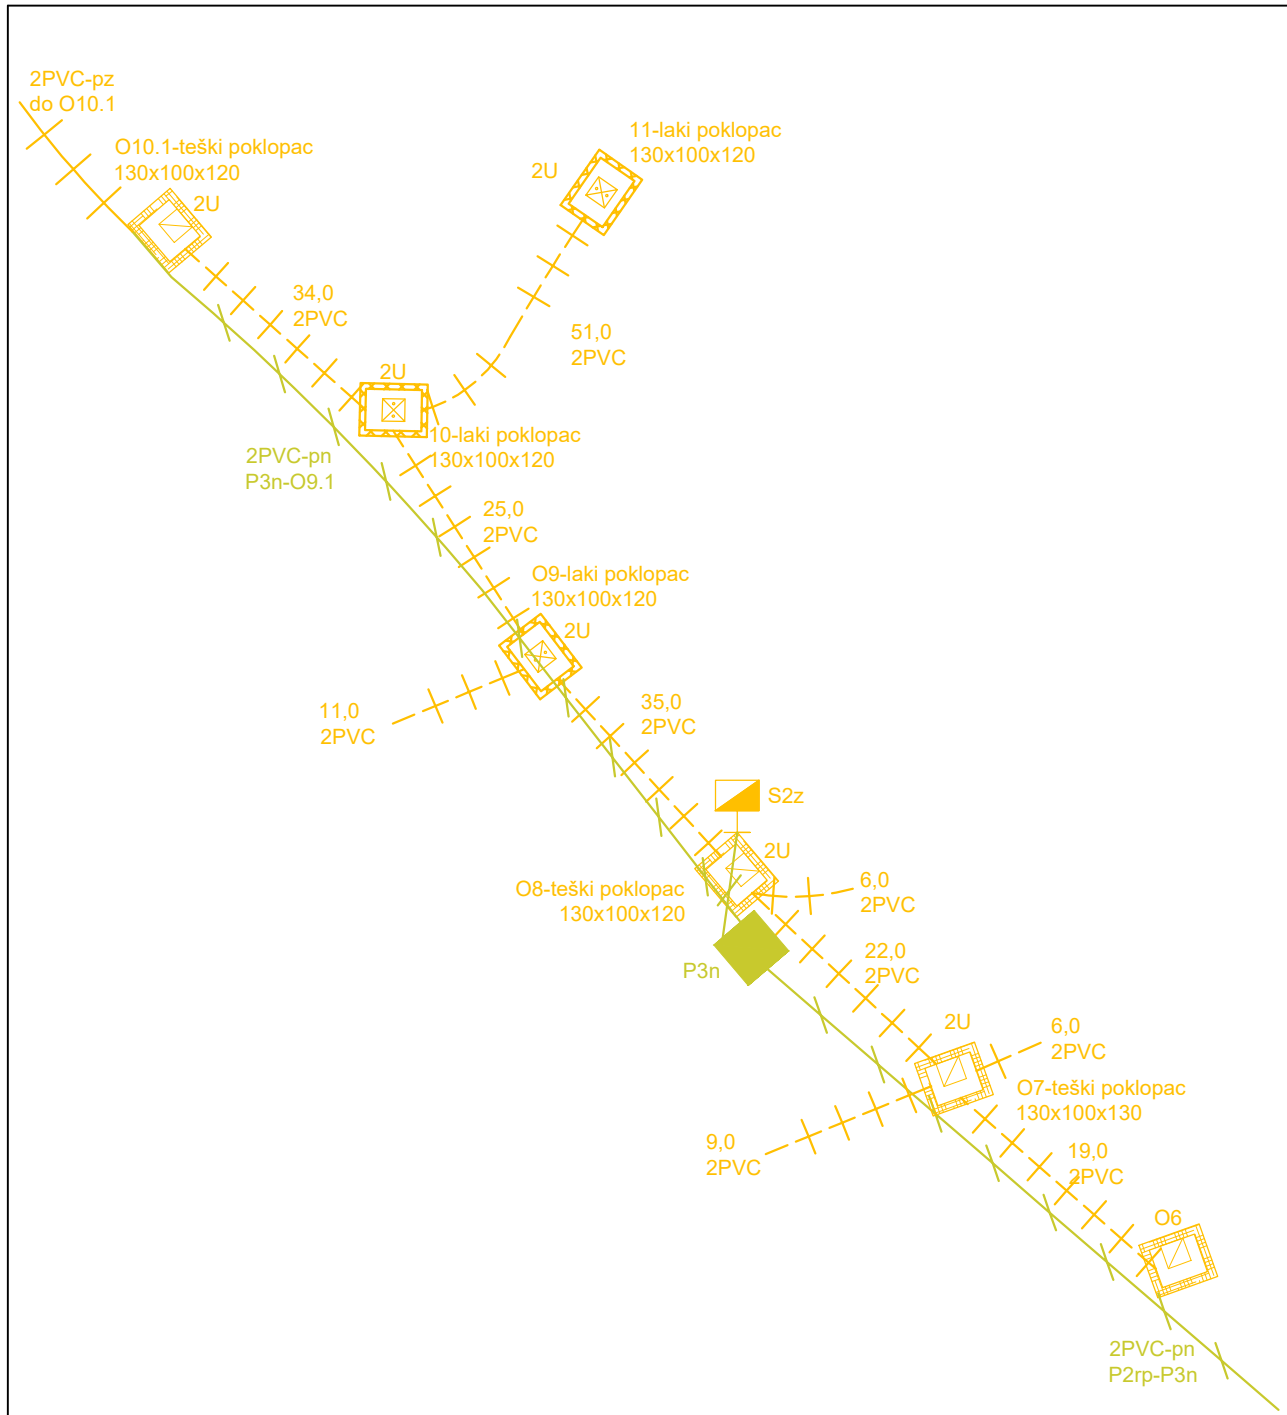 2PVC-pz
do O10.1
O10.1-teški poklopac
130x100x120
2U
11-laki poklopac
130x100x120
2U
34,0
2PVC
51,0
2PVC
2U
10-laki poklopac
130x100x120
2PVC-pn
P3n-O9.1
25,0
2PVC
O9-laki poklopac
130x100x120
2U
11,0
2PVC
35,0
2PVC
S2z
2U
O8-teški poklopac
130x100x120
6,0
2PVC
P3n
22,0
2PVC
2U
6,0
2PVC
O7-teški poklopac
130x100x130
9,0
2PVC
19,0
2PVC
O6
2PVC-pn
P2rp-P3n